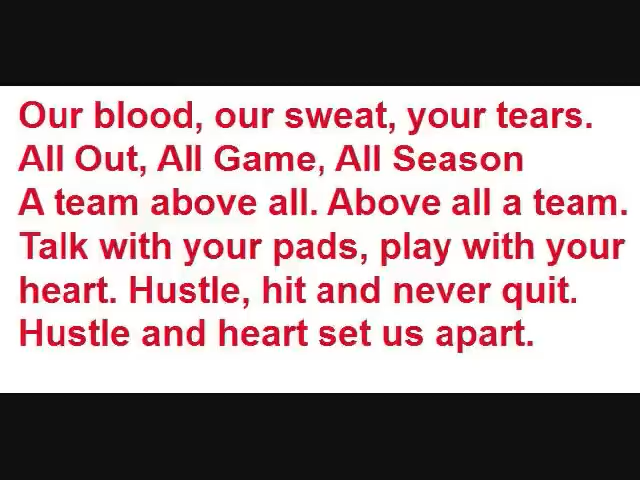 Our blood, our sweat, your tears.
All Out, All Game, All Season
A team above all. Above all a team.
Talk with your pads, play with your
heart. Hustle, hit and never quit.
Hustle and heart set us apart.